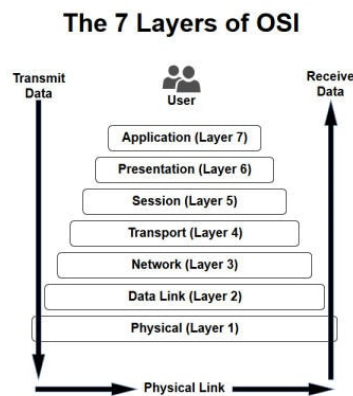 The 7 Layers of OSI
Transmit
Data
User
Receive
Data
Application (Layer 7)
Presentation (Layer 6)
Session (Layer 5)
Transport (Layer 4)
Network (Layer 3)
Data Link (Layer 2)
Physical (Layer 1)
Physical Link